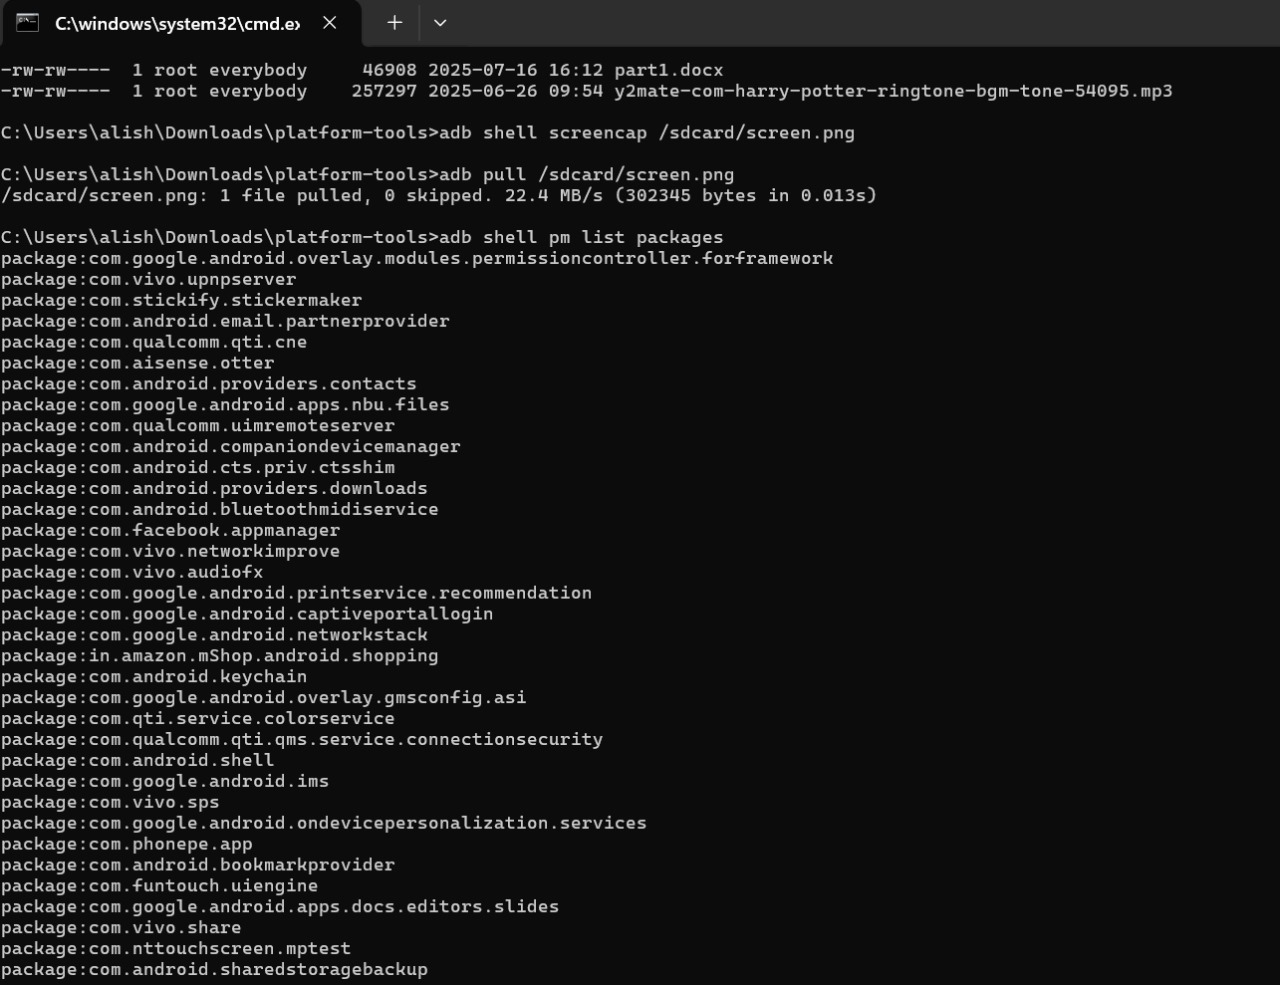 C:\windows\system32\cmd.ex
-rw-rw---- 1 root everybody 46908 2025-07-16 16:12 part1.docx
-rw-rw---- 1 root everybody 257297 2025-06-26 09:54 y2mate-com-harry-potter-ringtone-bgm-tone-54095.mp3
C:\Users\alish\Downloads\platform-tools>adb shell screencap /sdcard/screen.png
C:\Users\alish\Downloads\platform-tools>adb pull /sdcard/screen.png
/sdcard/screen.png: 1 file pulled, 0 skipped. 22.4 MB/s (302345 bytes in 0.013s)
C:\Users\alish\Downloads\platform-tools>adb shell pm list packages
package:com.google.android.overlay.modules.permissioncontroller.forframework
package:com.vivo.upnpserver
package:com.stickify.stickermaker
package:com.android.email.partnerprovider
package:com.qualcomm.qti.cne
package:com.aisense.otter
package:com.android.providers.contacts
package:com.google.android.apps.nbu.files
package:com.qualcomm.uimremoteserver
package:com.android.companiondevicemanager
package:com.android.cts.priv.ctsshim
package:com.android.providers.downloads
package:com.android.bluetoothmidiservice
package:com.facebook.appmanager
package:com.vivo.networkimprove
package:com.vivo.audiofx
package:com.google.android.printservice.recommendation
package:com.google.android.captiveportallogin
package:com.google.android.networkstack
package:in.amazon.mShop.android.shopping
package:com.android.keychain
package:com.google.android.overlay.gmsconfig.asi
package:com.qti.service.colorservice
package:com.qualcomm.qti.qms.service.connectionsecurity
package:com.android.shell
package:com.google.android.ims
package:com.vivo.sps
package:com.google.android.ondevicepersonalization.services
package:com.phonepe.app
package:com.android.bookmarkprovider
package:com.funtouch.uiengine
package:com.google.android.apps.docs.editors.slides
package:com.vivo.share
package:com.nttouchscreen.mptest
package:com.android.sharedstoragebackup